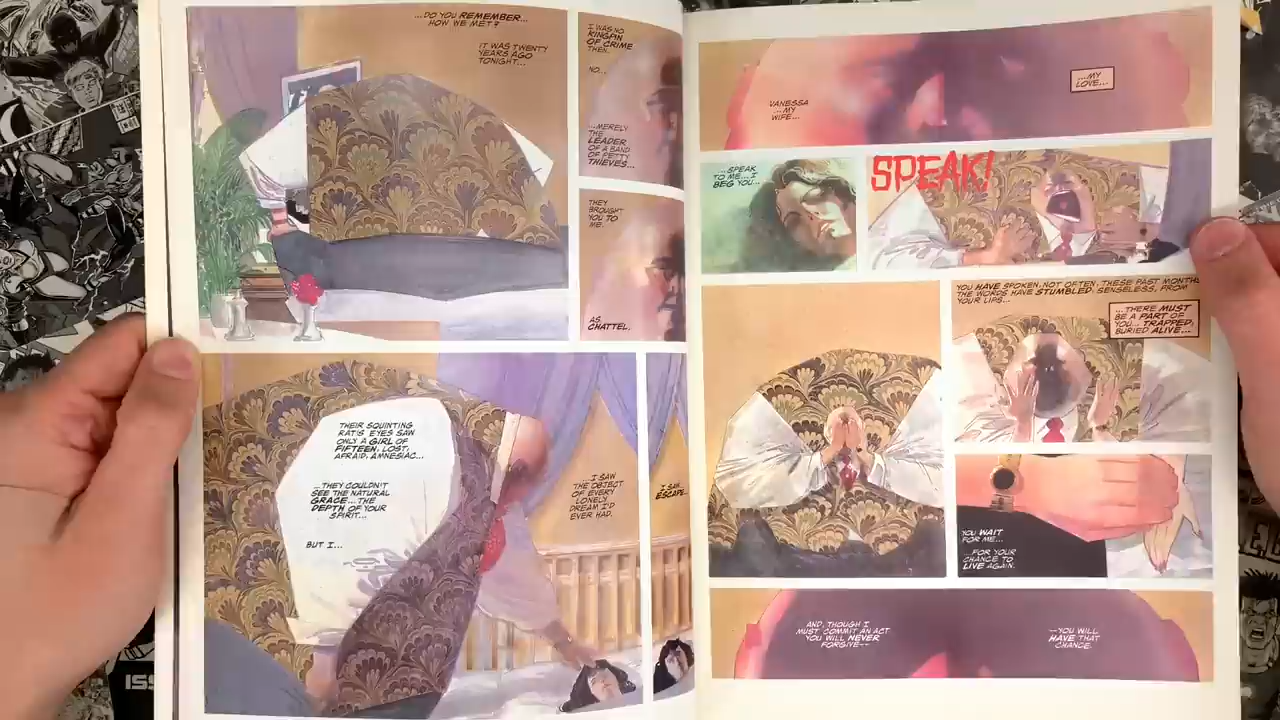 ...DO YOU REMEMBER...
HOW WE MET?
IT WAS TWENTY
YEARS AGO
TONIGHT...
I WAS NO
KINGPIN
OF CRIME
THEN.
NO...
...MERELY
THE
LEADER
OF A BAND
OF PETTY
THIEVES...
THEY
BROUGHT
YOU TO
ME.
AS
CHATTEL.
THEIR SQUINTING
RAT'S EYES SAW
ONLY A GIRL OF
FIFTEEN, LOST,
AFRAID, AMNESIAC...
...THEY COULDN'T
SEE THE NATURAL
GRACE... THE
DEPTH OF YOUR
SPIRIT...
BUT I...
I SAW
THE OBJECT
OF EVERY
LONELY
DREAM I'D
EVER HAD.
I SAW
ESCAPE.
VANESSA
...MY
WIFE...
...MY
LOVE...
...SPEAK
TO ME... I
BEG YOU...
SPEAK!
YOU HAVE SPOKEN. NOT OFTEN. THESE PAST MONTHS
THE WORDS HAVE STUMBLED, SENSELESS, FROM
YOUR LIPS...
...THERE MUST
BE A PART OF
YOU... TRAPPED,
BURIED ALIVE...
YOU WAIT
FOR ME...
...FOR YOUR
CHANCE TO
LIVE AGAIN.
AND, THOUGH I
MUST COMMIT AN ACT
YOU WILL NEVER
FORGIVE--
--YOU WILL
HAVE THAT
CHANCE.
ISS